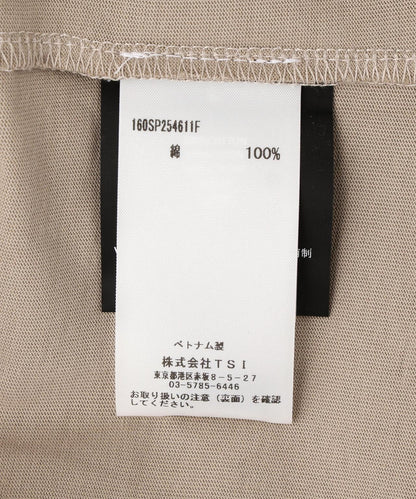 160SP254611F
綿 100%
ベトナム製
株式会社TSI
東京都港区赤坂8-5-27
03-5785-6446
お取り扱いの注意(裏面)を確認
してください。